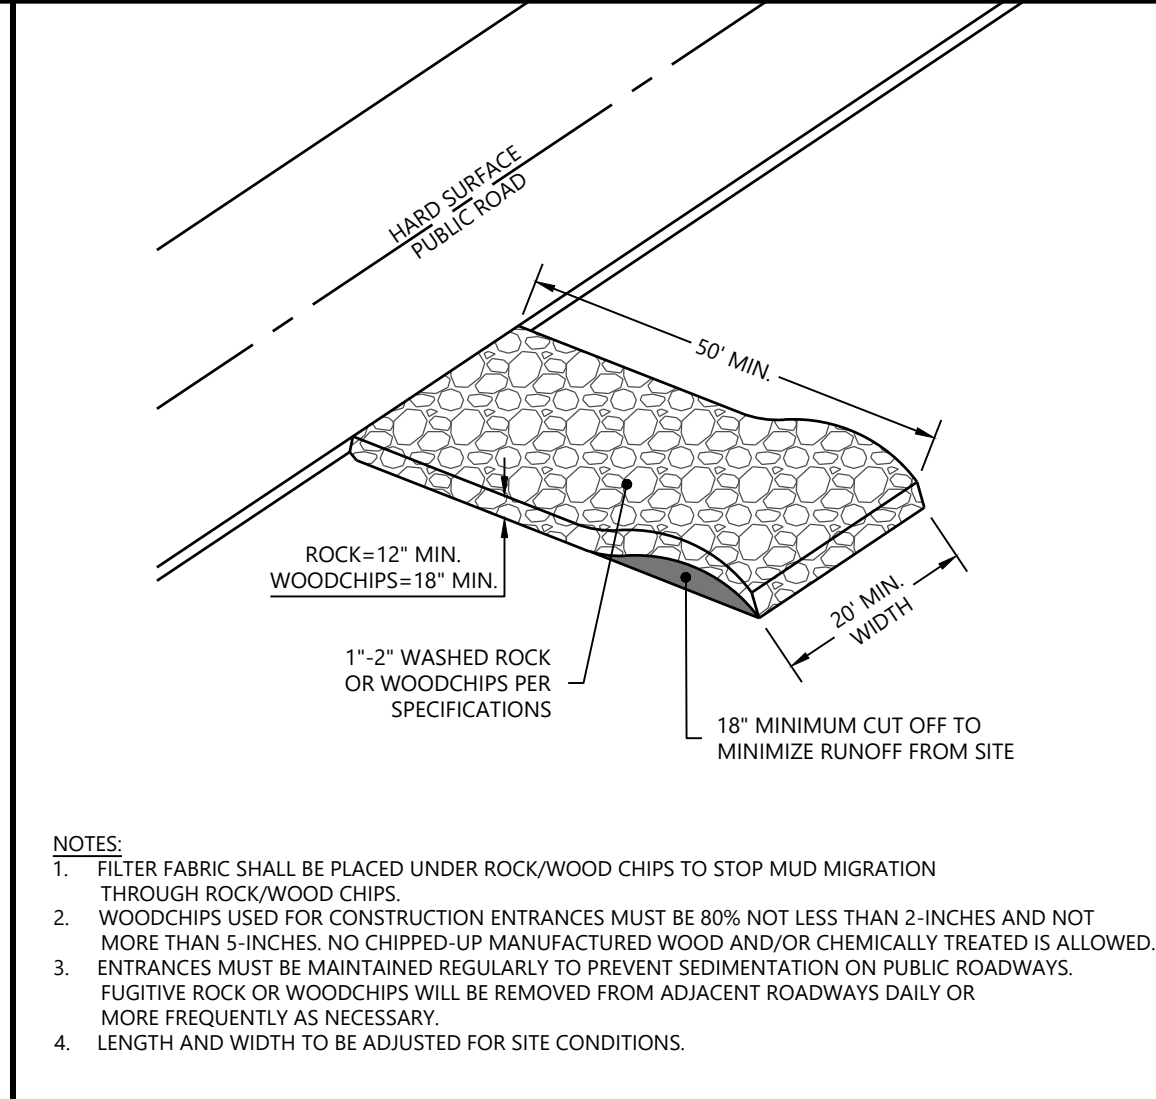 HARD SURFACE
PUBLIC ROAD
50' MIN.
ROCK=12" MIN.
WOODCHIPS=18" MIN.
20' MIN.
WIDTH
1"-2" WASHED ROCK
OR WOODCHIPS PER
SPECIFICATIONS
18" MINIMUM CUT OFF TO
MINIMIZE RUNOFF FROM SITE
NOTES:
1. FILTER FABRIC SHALL BE PLACED UNDER ROCK/WOOD CHIPS TO STOP MUD MIGRATION
THROUGH ROCK/WOOD CHIPS.
2. WOODCHIPS USED FOR CONSTRUCTION ENTRANCES MUST BE 80% NOT LESS THAN 2-INCHES AND NOT
MORE THAN 5-INCHES. NO CHIPPED-UP MANUFACTURED WOOD AND/OR CHEMICALLY TREATED IS ALLOWED.
3. ENTRANCES MUST BE MAINTAINED REGULARLY TO PREVENT SEDIMENTATION ON PUBLIC ROADWAYS.
FUGITIVE ROCK OR WOODCHIPS WILL BE REMOVED FROM ADJACENT ROADWAYS DAILY OR
MORE FREQUENTLY AS NECESSARY.
4. LENGTH AND WIDTH TO BE ADJUSTED FOR SITE CONDITIONS.